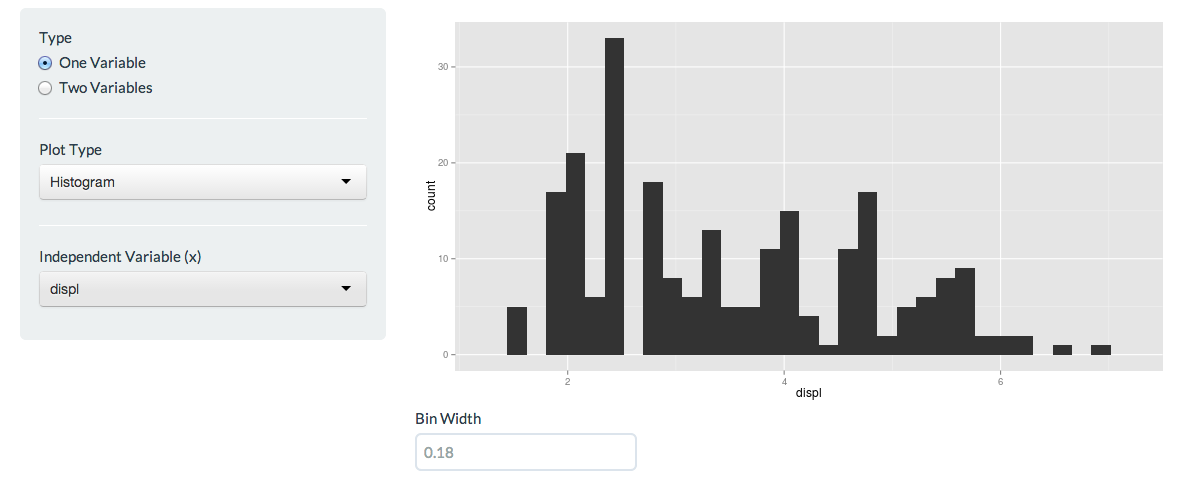 Type
One Variable
Two Variables
Plot Type
Histogram
Independent Variable (x)
displ
30
20
10
0
count
2 4 6
displ
Bin Width
0.18